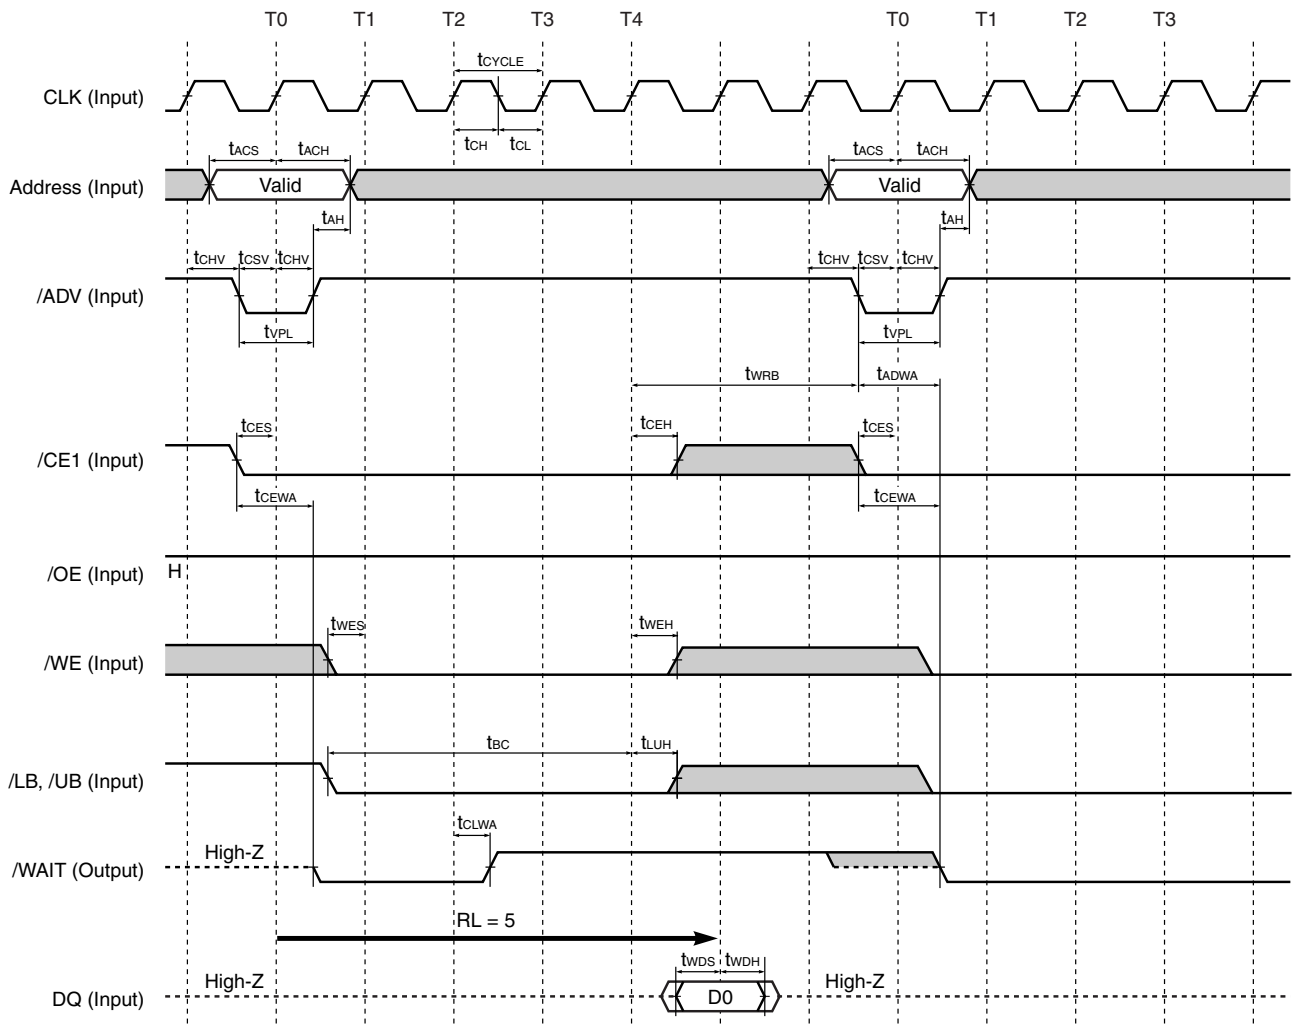 T0 T1 T2 T3 T4 T0 T1 T2 T3
tCYCLE
CLK (Input)
tCH tCL
tACS tACH tACS tACH
Address (Input) Valid Valid
tAH tAH
tCHV tCSV tCHV tCHV tCSV tCHV
/ADV (Input)
tVPL tVPL
tWRB tADWA
tCES tCEH tCES
/CE1 (Input)
tCEWA tCEWA
/OE (Input) H
tWES tWEH
/WE (Input)
tBC tLUH
/LB, /UB (Input)
tCLWA
High-Z
/WAIT (Output)
RL = 5
tWDS tWDH
High-Z High-Z
DQ (Input) D0